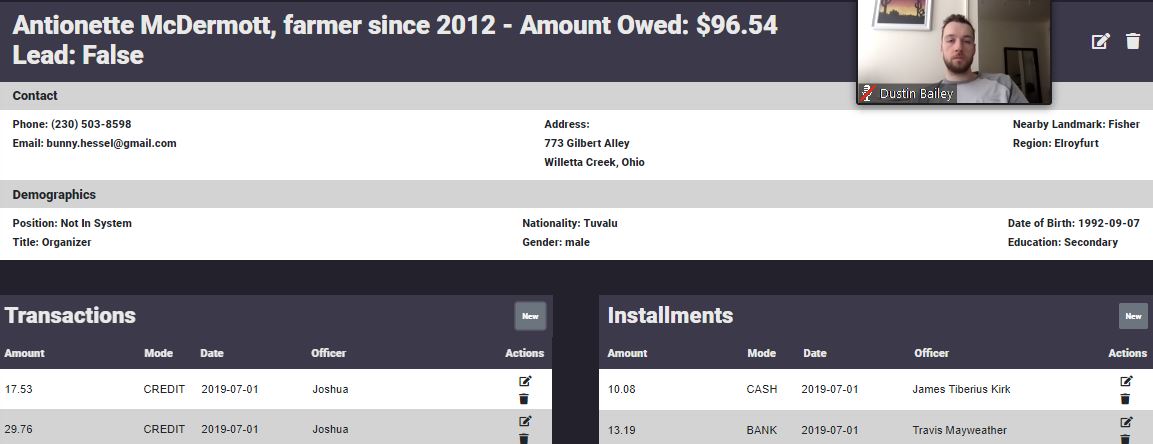 Antionette McDermott, farmer since 2012 - Amount Owed: $96.54
Lead: False
Dustin Bailey
Contact
Phone: (230) 503-8598
Email: bunny.hessel@gmail.com
Address:
773 Gilbert Alley
Willetta Creek, Ohio
Nearby Landmark: Fisher
Region: Elroyfurt
Demographics
Position: Not In System
Title: Organizer
Nationality: Tuvalu
Gender: male
Date of Birth: 1992-09-07
Education: Secondary
Transactions New
Amount Mode Date Officer Actions
17.53 CREDIT 2019-07-01 Joshua
29.76 CREDIT 2019-07-01 Joshua
Installments New
Amount Mode Date Officer Actions
10.08 CASH 2019-07-01 James Tiberius Kirk
13.19 BANK 2019-07-01 Travis Mayweather